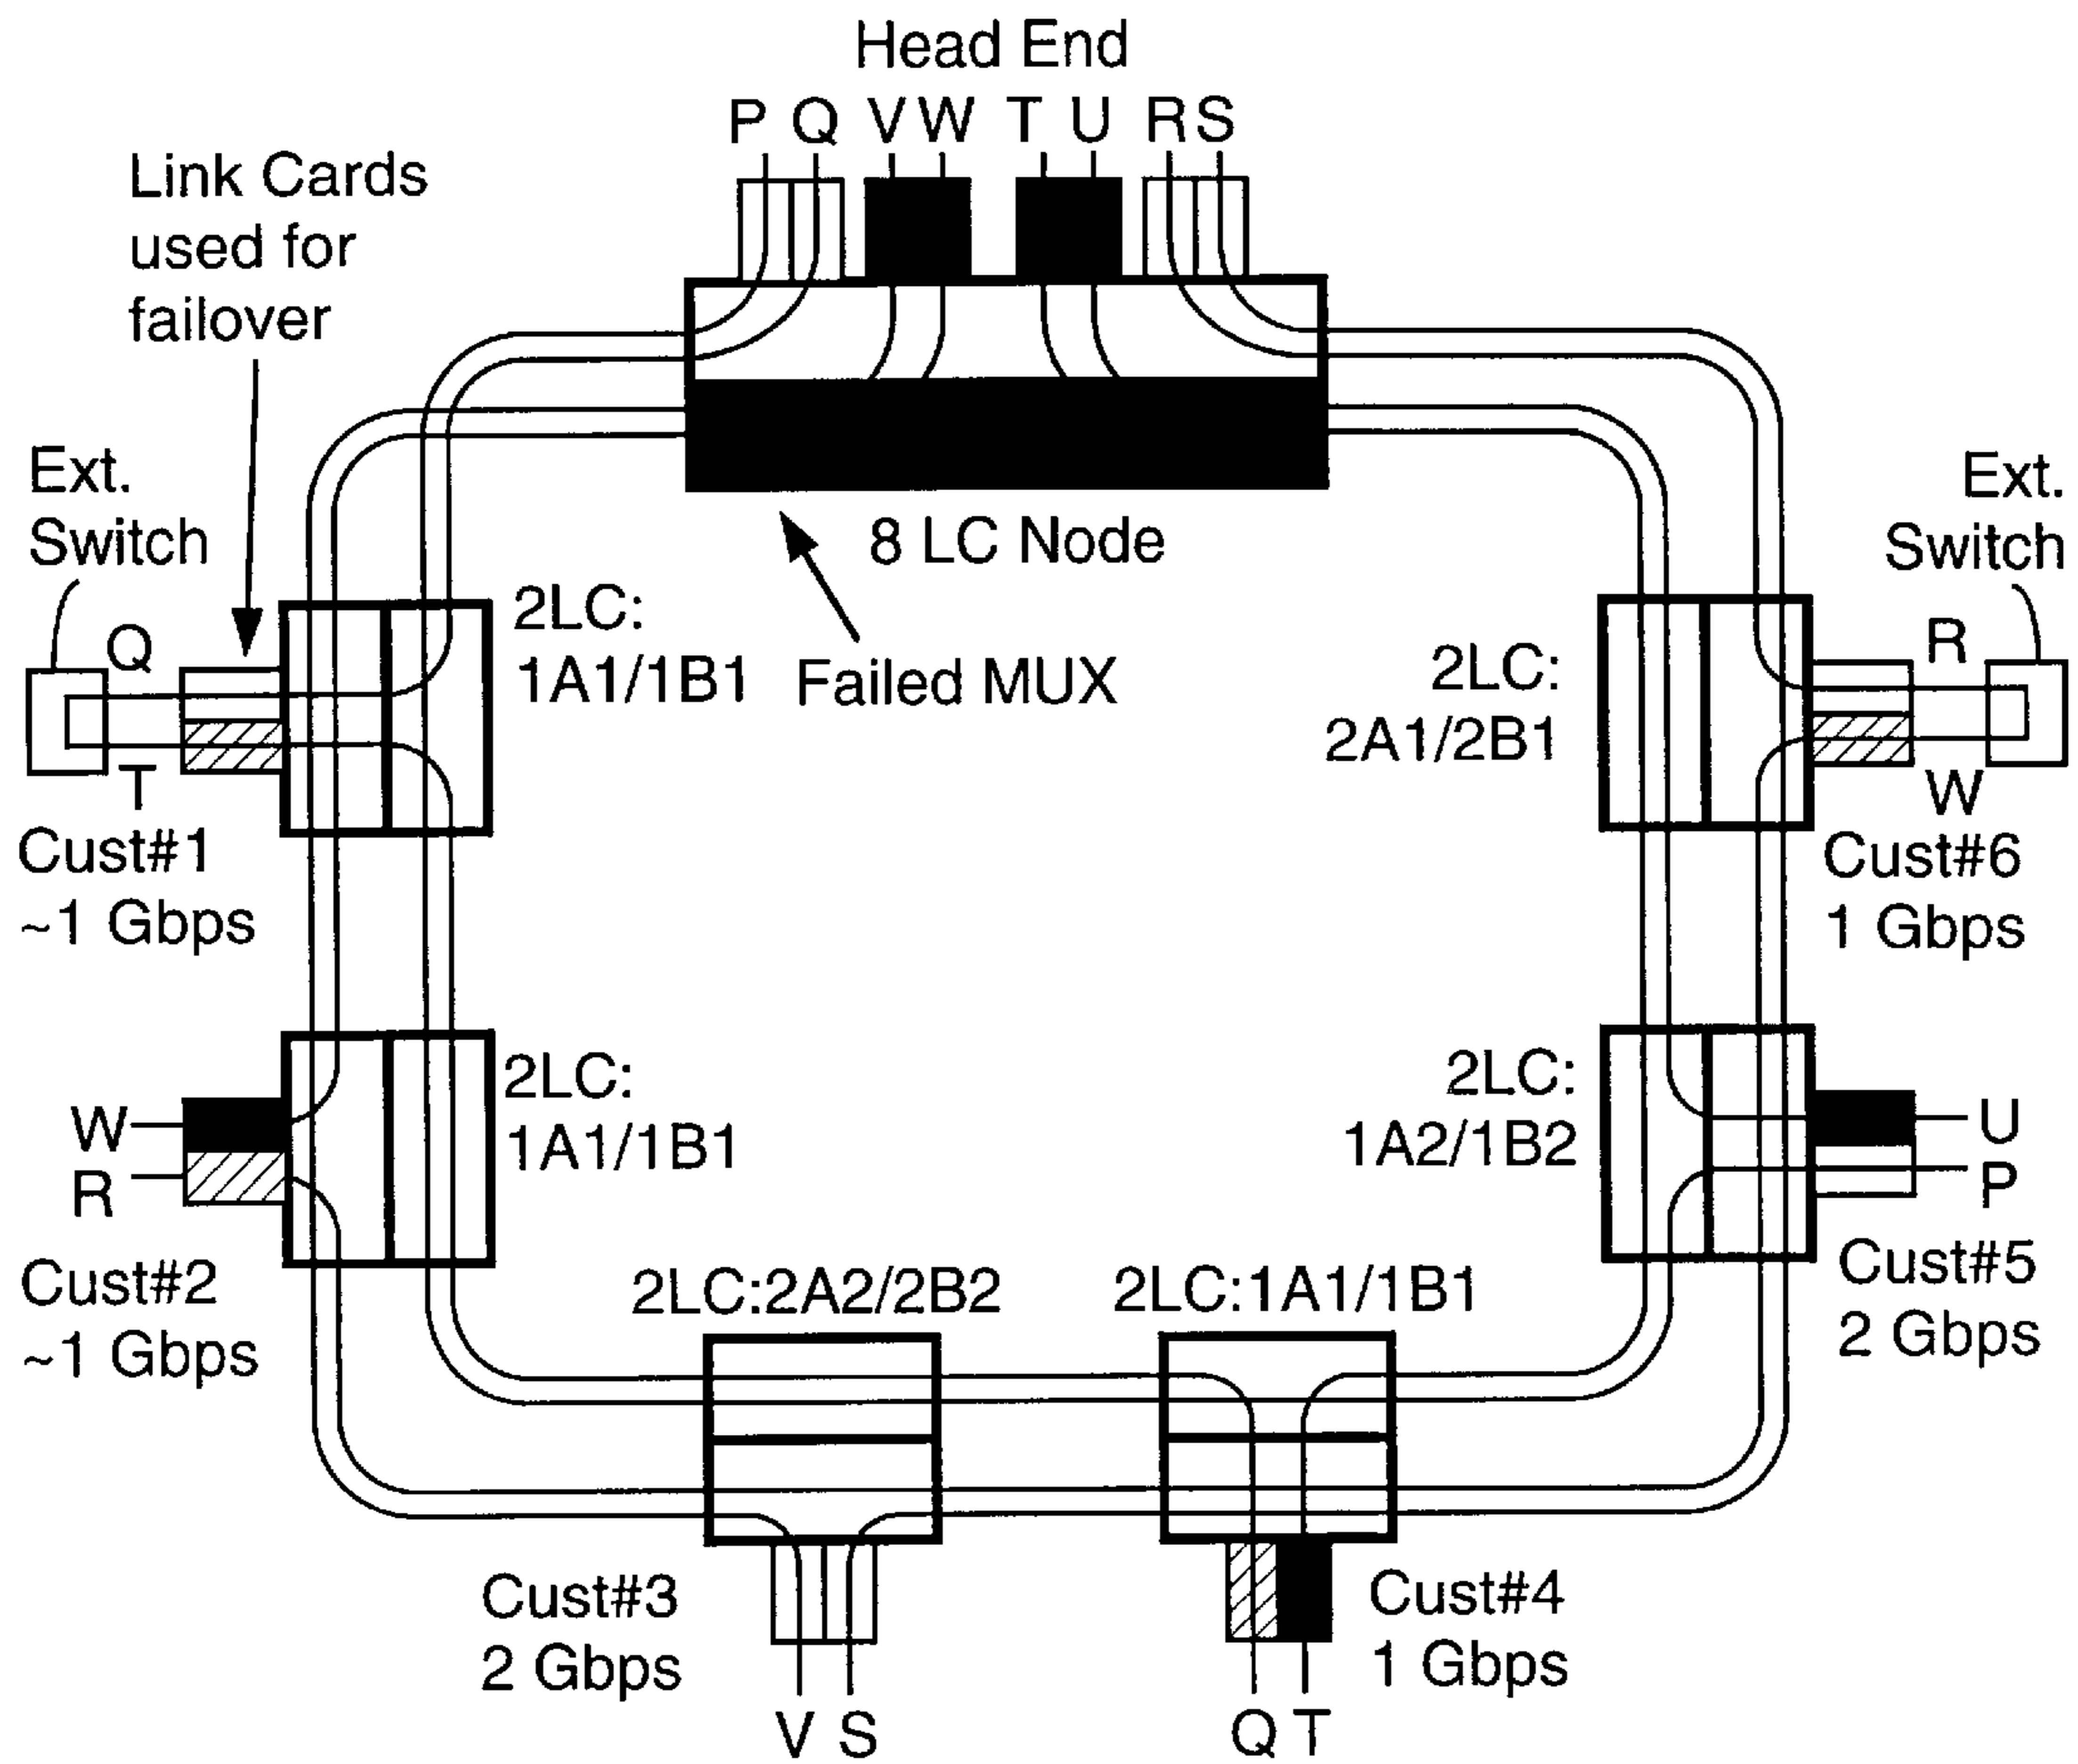 Head End
P Q V W T U R S
Link Cards
used for
failover
Ext.
Switch
Ext.
Switch
8 LC Node
Failed MUX
Q
T
2LC:
1A1/1B1
Cust#1
~1 Gbps
2LC:
2A1/2B1
R
W
Cust#6
1 Gbps
W
R
2LC:
1A1/1B1
Cust#2
~1 Gbps
2LC:
1A2/1B2
U
P
Cust#5
2 Gbps
2LC:2A2/2B2
2LC:1A1/1B1
Cust#3
2 Gbps
V S
Cust#4
1 Gbps
Q T